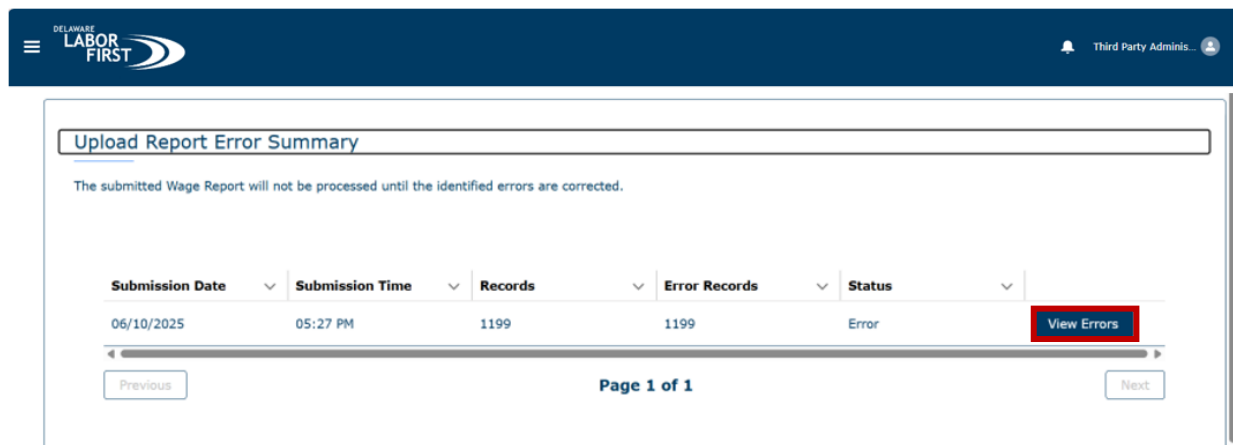 DELAWARE
LABOR
FIRST
Third Party Adminis...
Upload Report Error Summary
The submitted Wage Report will not be processed until the identified errors are corrected.
Submission Date Submission Time Records Error Records Status
06/10/2025 05:27 PM 1199 1199 Error View Errors
Previous Page 1 of 1 Next